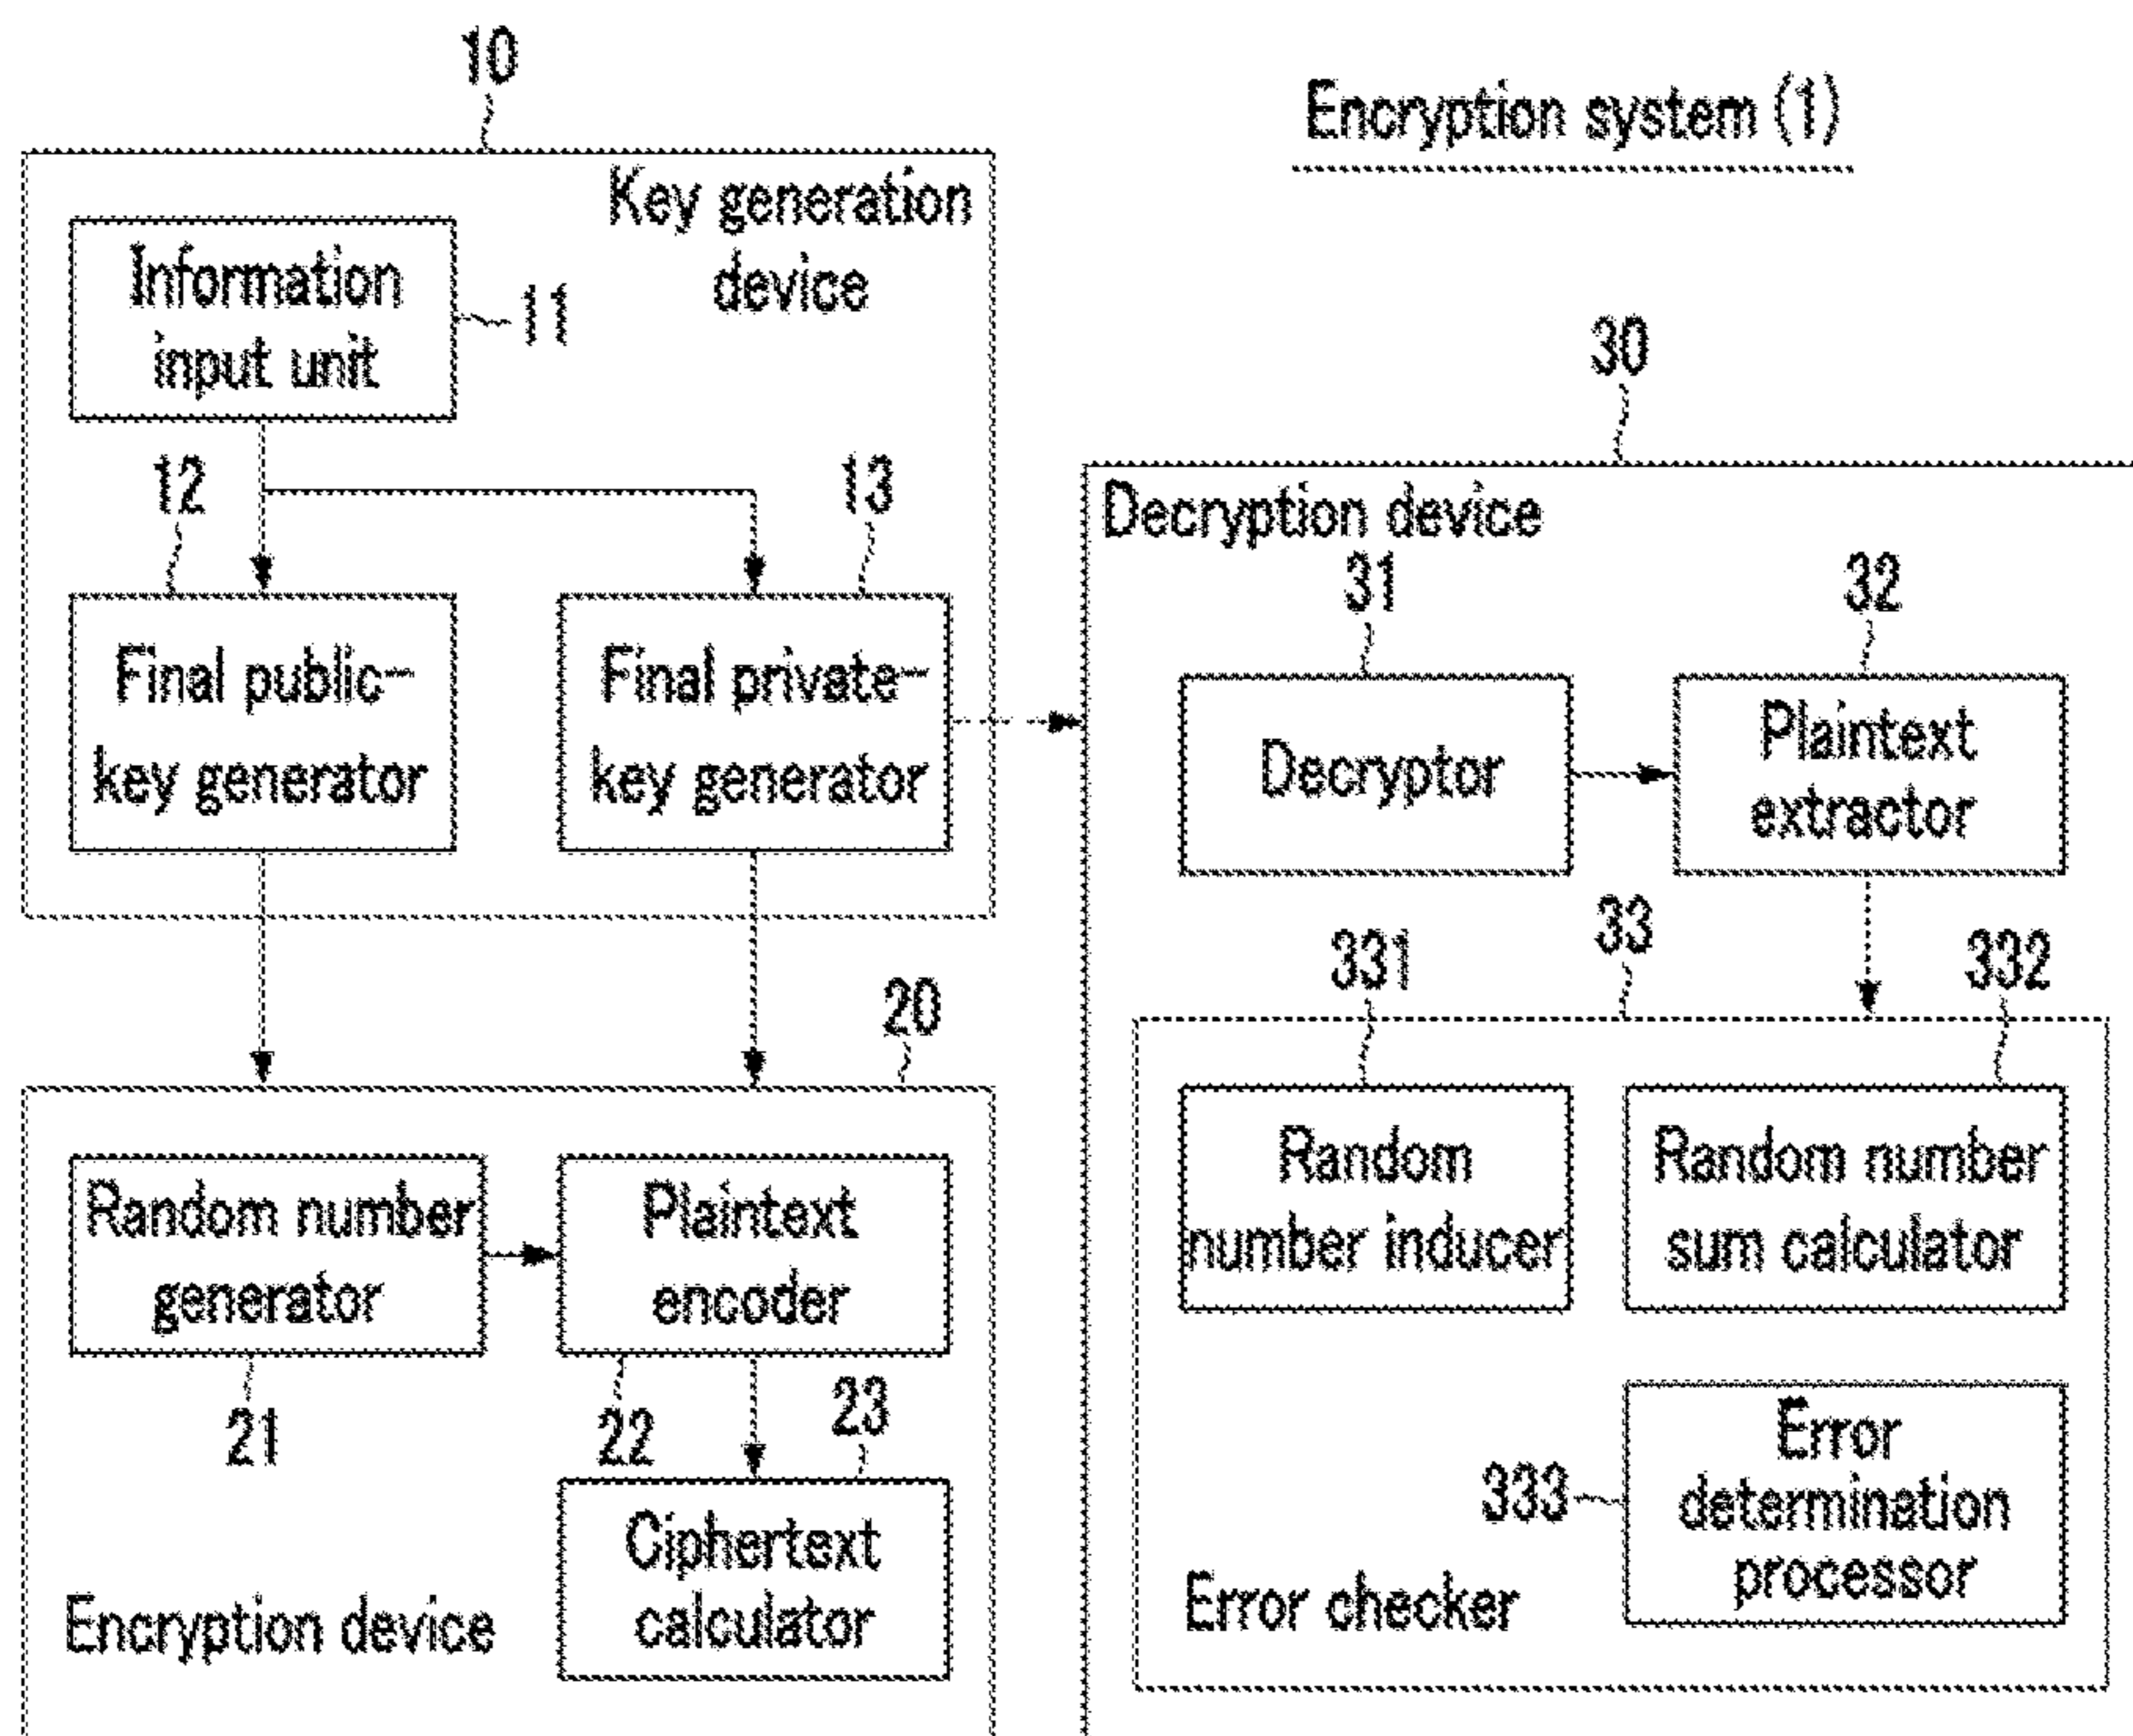 10
Encryption system (1)
Key generation
device
Information
input unit
11
12
13
Final public-
key generator
Final private-
key generator
30
Decryption device
31
32
Decryptor
Plaintext
extractor
33
331
332
Random
number inducer
Random number
sum calculator
333
Error
determination
processor
Error checker
20
Random number
generator
Plaintext
encoder
21
22
23
Ciphertext
calculator
Encryption device